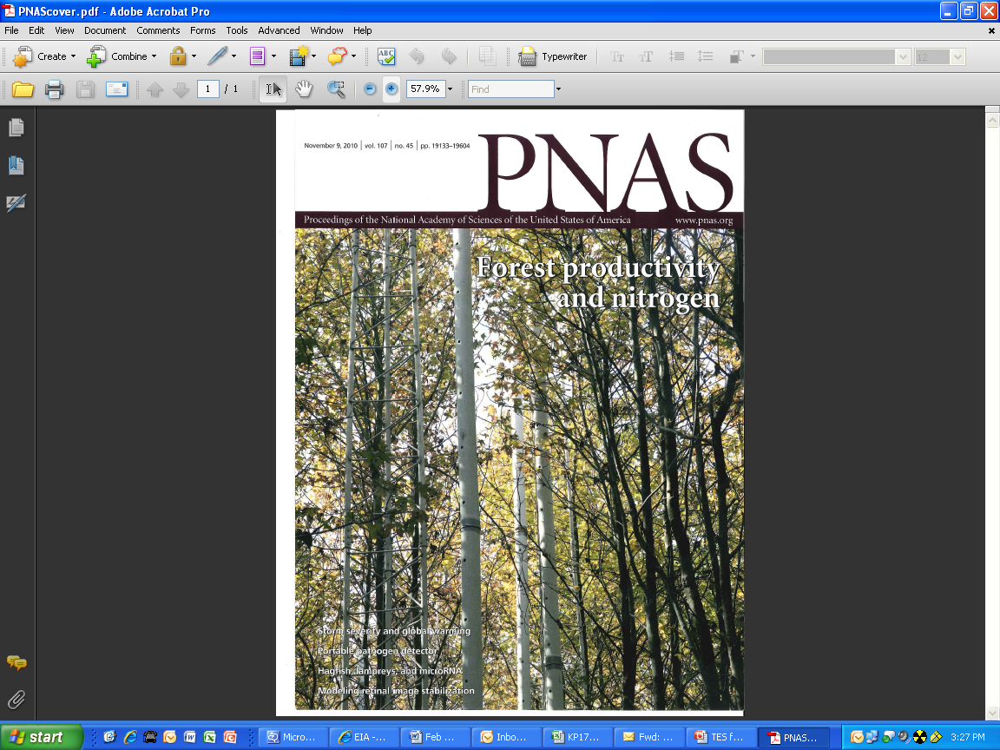 PNAScover.pdf - Adobe Acrobat Pro
File Edit View Document Comments Forms Tools Advanced Window Help
Create Combine Typewriter 12
1 / 1 57.9% Find
November 9, 2010 | vol. 107 | no. 45 | pp. 19133–19604
PNAS
Proceedings of the National Academy of Sciences of the United States of America www.pnas.org
Forest productivity
and nitrogen
Storm severity and global warming
Portable pathogen detector
Hagfish, lampreys, and microRNA
Modeling retinal image stabilization
start Micro... EIA -... Feb ... Inbo... KP17... Fwd: ... TES f... PNAS... 3:27 PM